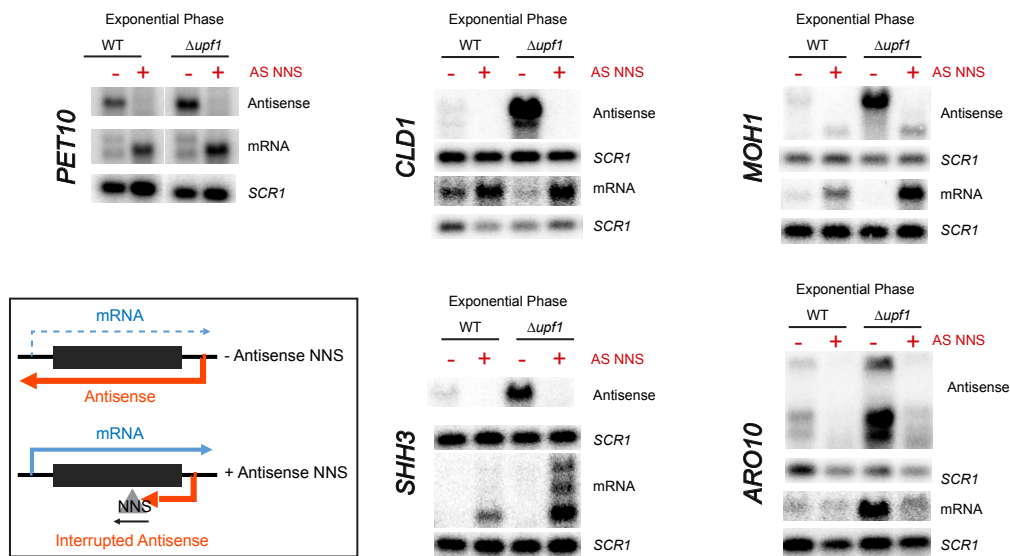 Exponential Phase
WT Δupf1
- + - + AS NNS
Antisense
mRNA
SCR1
PET10
Exponential Phase
WT Δupf1
- + - + AS NNS
Antisense
SCR1
mRNA
SCR1
CLD1
Exponential Phase
WT Δupf1
- + - + AS NNS
Antisense
SCR1
mRNA
SCR1
MOH1
mRNA
- Antisense NNS
Antisense
mRNA
+ Antisense NNS
NNS
Interrupted Antisense
Exponential Phase
WT Δupf1
- + - + AS NNS
Antisense
SCR1
mRNA
SCR1
SHH3
Exponential Phase
WT Δupf1
- + - + AS NNS
Antisense
SCR1
mRNA
SCR1
ARO10